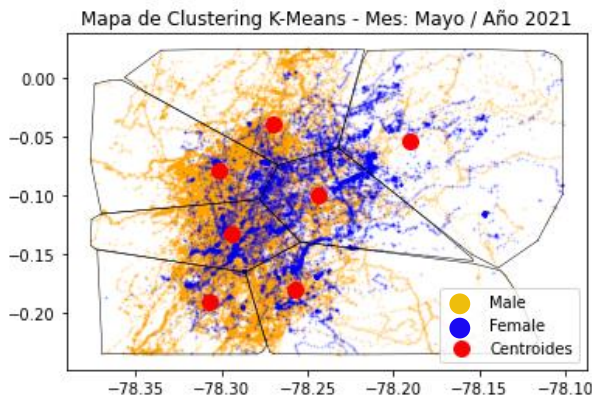 Mapa de Clustering K-Means - Mes: Mayo / Año 2021
0.00
−0.05
−0.10
−0.15
−0.20
Male
Female
Centroides
−78.35 −78.30 −78.25 −78.20 −78.15 −78.10